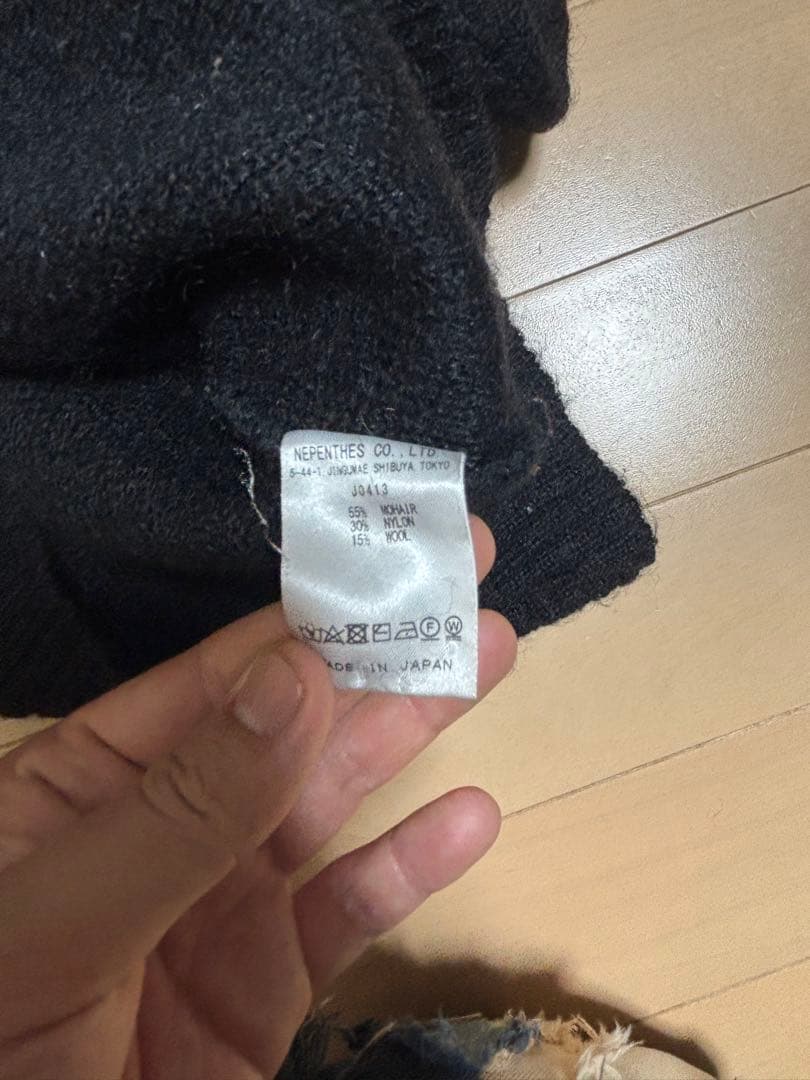 NEPENTHES CO., LTD
5-44-1 JINGUMAE SHIBUYA TOKYO
J0413
55% MOHAIR
30% NYLON
15% WOOL
F W
MADE IN JAPAN